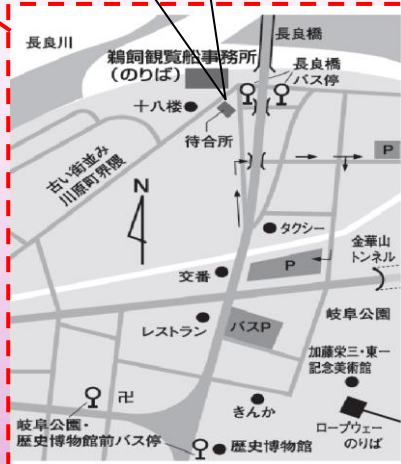 長良川
長良橋
鵜飼観覧船事務所
(のりば)
長良橋
バス停
十八楼
待合所
古い街並み
川原町界隈
P
N
タクシー
金華山
トンネル
P
交番
岐阜公園
レストラン
バスP
加藤栄三・東一
記念美術館
卍
きんか
岐阜公園・
歴史博物館前バス停
歴史博物館
ロープウェー
のりば